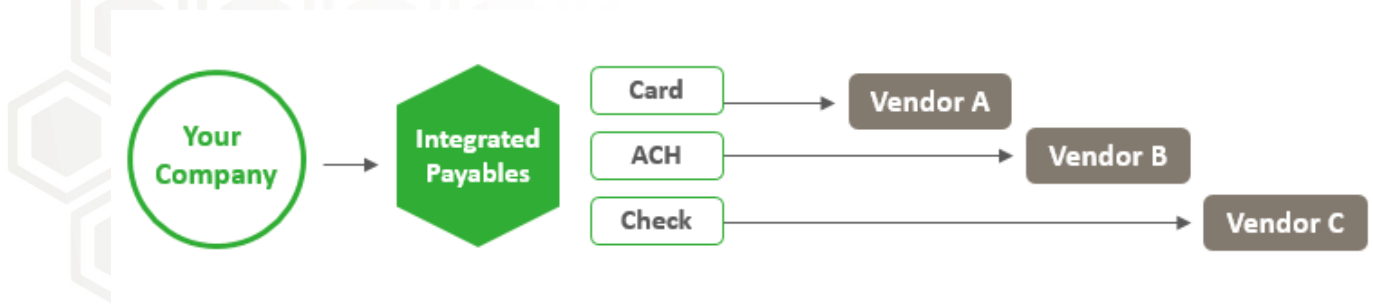 Your
Company
Integrated
Payables
Card
ACH
Check
Vendor A
Vendor B
Vendor C